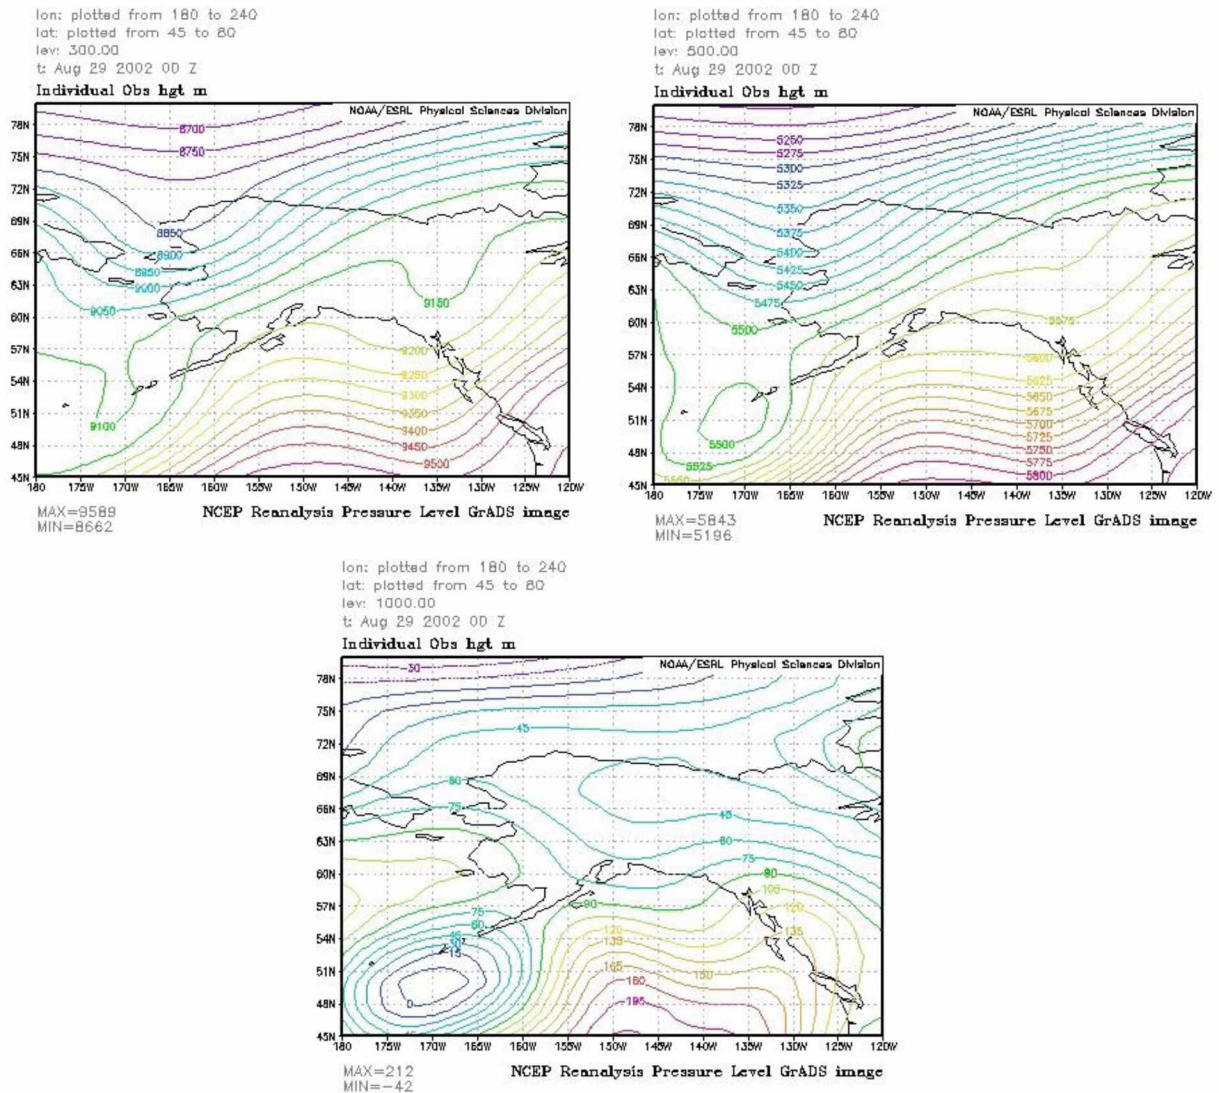 lon: plotted from 180 to 240
lat: plotted from 45 to 80
lev: 300.00
t: Aug 29 2002 00 Z
Individual Obs hgt m
NOAA/ESRL Physical Sciences Division
78N
75N
72N
69N
66N
63N
60N
57N
54N
51N
48N
45N
8700
8750
8850
8900
8950
9000
9050
9150
9200
9250
9300
9350
9100
9400
9450
9500
180 175W 170W 165W 160W 155W 150W 145W 140W 135W 130W 125W 120W
MAX=9589
MIN=8662
NCEP Reanalysis Pressure Level GrADS image
lon: plotted from 180 to 240
lat: plotted from 45 to 80
lev: 500.00
t: Aug 29 2002 00 Z
Individual Obs hgt m
NOAA/ESRL Physical Sciences Division
78N
75N
72N
69N
66N
63N
60N
57N
54N
51N
48N
45N
5250
5275
5300
5325
5350
5375
5400
5425
5450
5475
5500
5575
5600
5625
5650
5675
5700
5725
5500
5750
5525
5775
5550
5800
180 175W 170W 165W 160W 155W 150W 145W 140W 135W 130W 125W 120W
MAX=5843
MIN=5196
NCEP Reanalysis Pressure Level GrADS image
lon: plotted from 180 to 240
lat: plotted from 45 to 80
lev: 1000.00
t: Aug 29 2002 00 Z
Individual Obs hgt m
NOAA/ESRL Physical Sciences Division
78N
75N
72N
69N
66N
63N
60N
57N
54N
51N
48N
45N
-30
45
60
75
45
60
75
90
105
90
75
120
60
120
45
135
135
30
15
165
150
180
0
195
180 175W 170W 165W 160W 155W 150W 145W 140W 135W 130W 125W 120W
MAX=212
MIN=-42
NCEP Reanalysis Pressure Level GrADS image